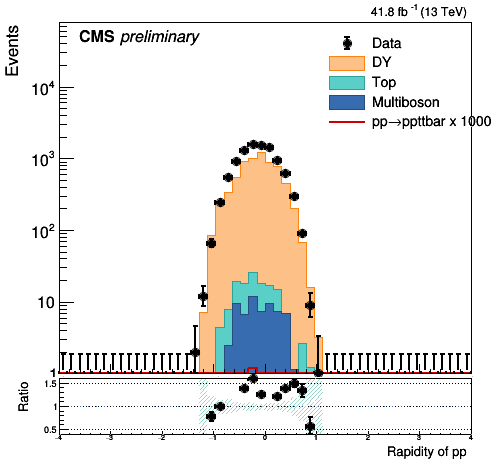 41.8 fb⁻¹ (13 TeV)
CMS preliminary
Events
Data
DY
Top
Multiboson
pp→ppttbar x 1000
10⁴
10³
10²
10
1
Ratio
1.5
1
0.5
-4 -3 -2 -1 0 1 2 3 4
Rapidity of pp